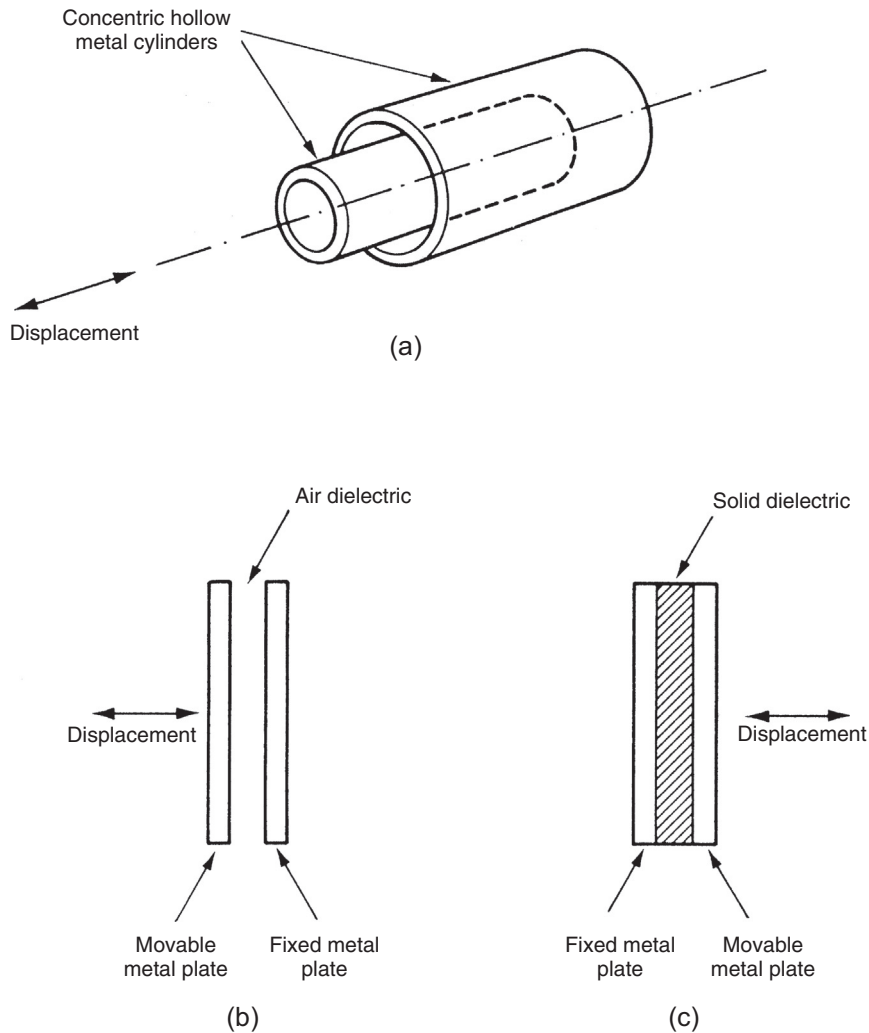 Concentric hollow
metal cylinders
Displacement
(a)
Air dielectric
Solid dielectric
Displacement
Displacement
Movable
metal plate
Fixed metal
plate
Fixed metal
plate
Movable
metal plate
(b)
(c)